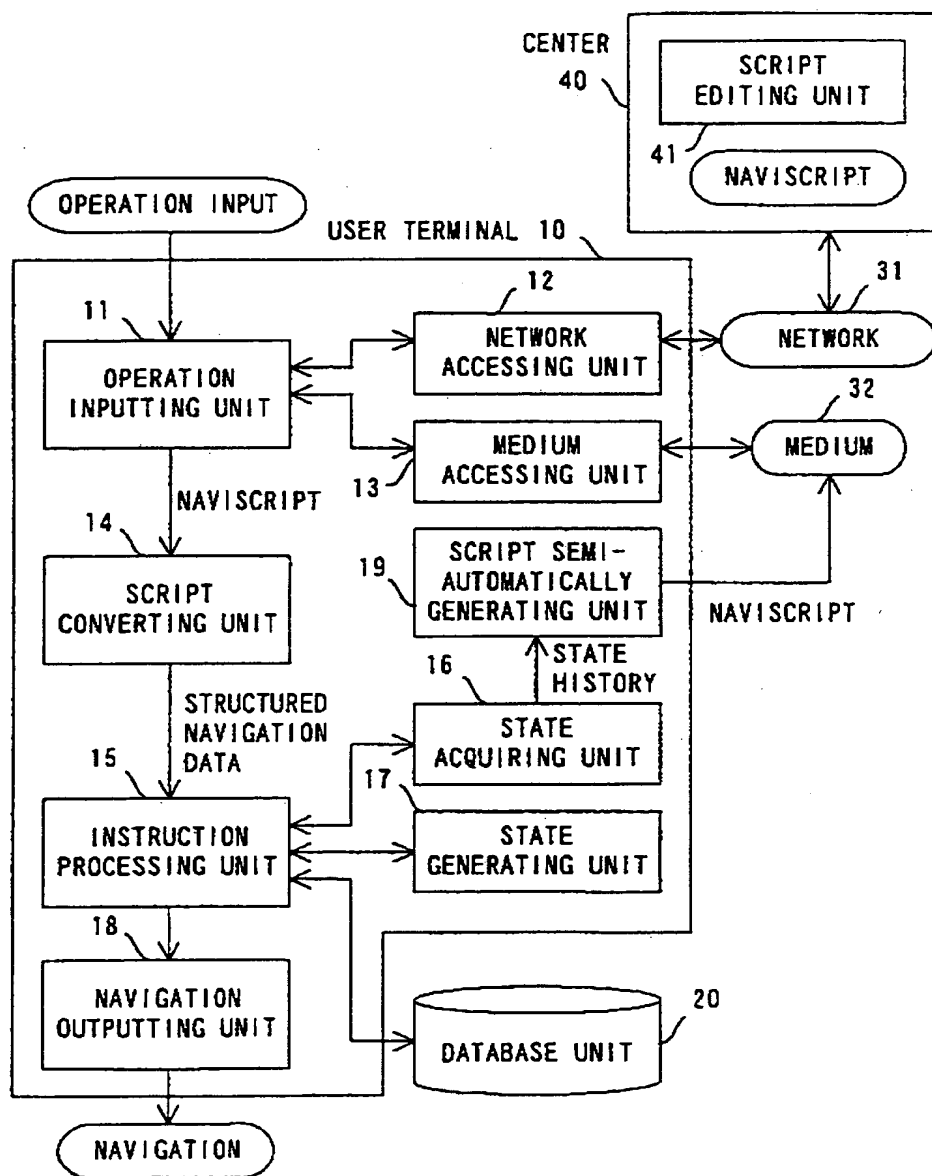 CENTER
40
SCRIPT
EDITING UNIT
41
NAVISCRIPT
OPERATION INPUT
USER TERMINAL 10
11
OPERATION
INPUTTING UNIT
12
NETWORK
ACCESSING UNIT
31
NETWORK
13
MEDIUM
ACCESSING UNIT
32
MEDIUM
NAVISCRIPT
14
SCRIPT
CONVERTING UNIT
19
SCRIPT SEMI-
AUTOMATICALLY
GENERATING UNIT
NAVISCRIPT
STATE
HISTORY
STRUCTURED
NAVIGATION
DATA
16
STATE
ACQUIRING UNIT
15
INSTRUCTION
PROCESSING UNIT
17
STATE
GENERATING UNIT
18
NAVIGATION
OUTPUTTING UNIT
20
DATABASE UNIT
NAVIGATION